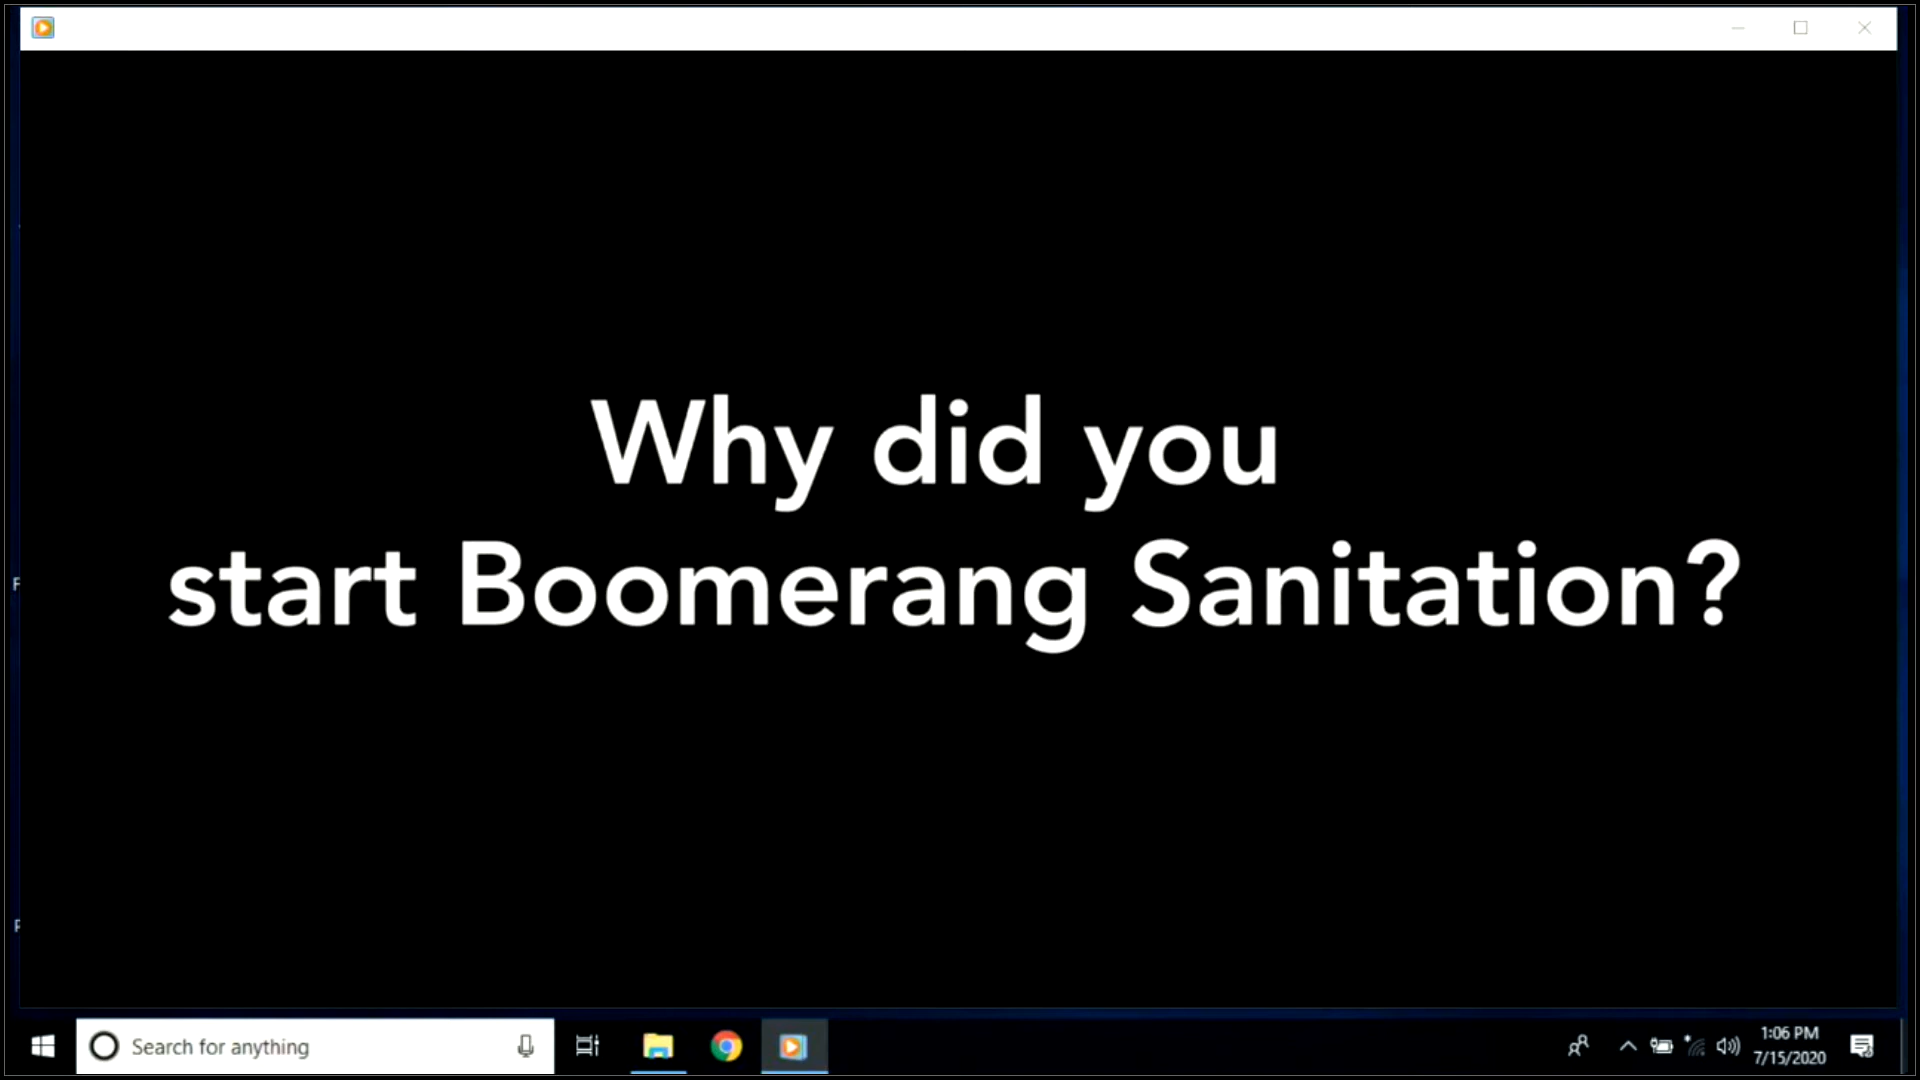 Why did you
start Boomerang Sanitation?
F
Search for anything
1:06 PM
7/15/2020